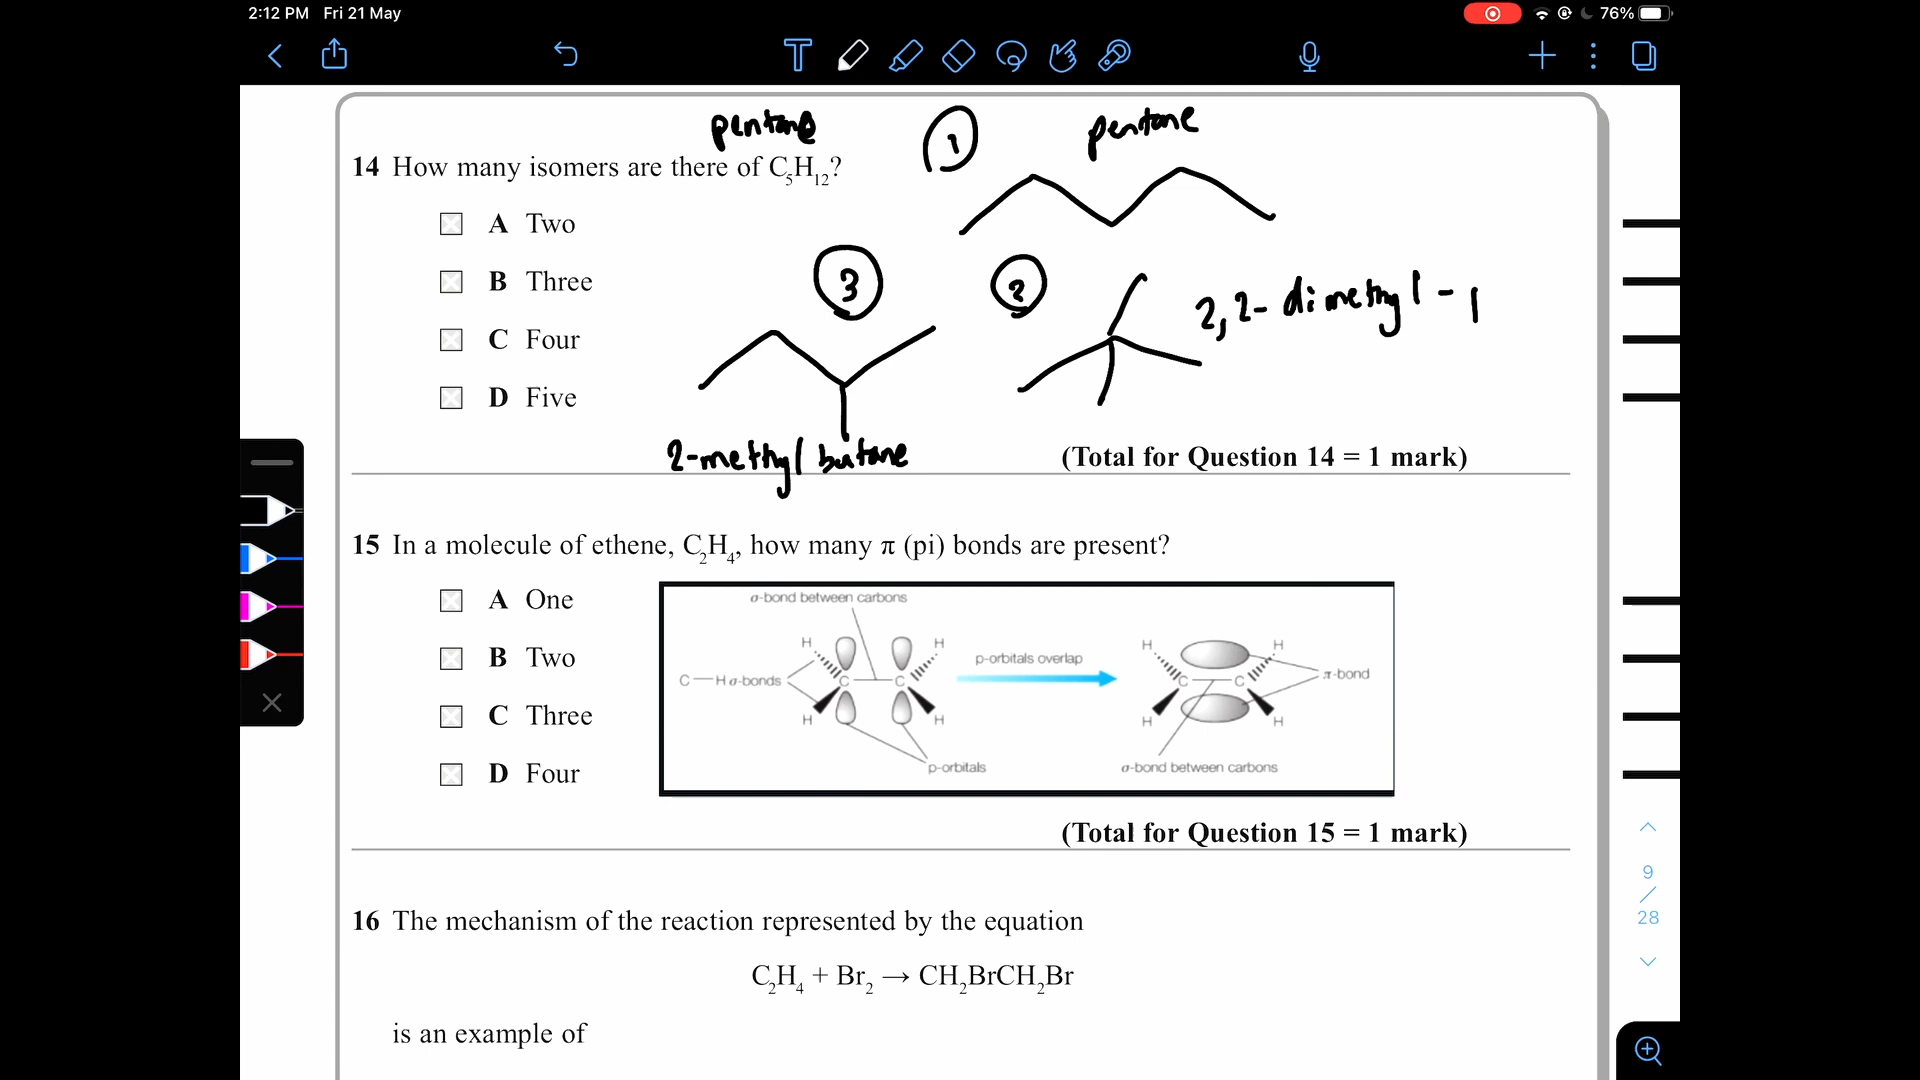 2:12 PM Fri 21 May 76%
pentane
1
pentane
14 How many isomers are there of C₅H₁₂?
A Two
B Three
C Four
D Five
3
2
2,2- dimethyl - 1
2-methyl butane
(Total for Question 14 = 1 mark)
15 In a molecule of ethene, C₂H₄, how many π (pi) bonds are present?
A One
B Two
C Three
D Four
σ-bond between carbons
H H
C—H σ-bonds
C C
H H
p-orbitals
p-orbitals overlap
H H
C C
π-bond
H H
σ-bond between carbons
(Total for Question 15 = 1 mark)
9
/
28
16 The mechanism of the reaction represented by the equation
C₂H₄ + Br₂ → CH₂BrCH₂Br
is an example of